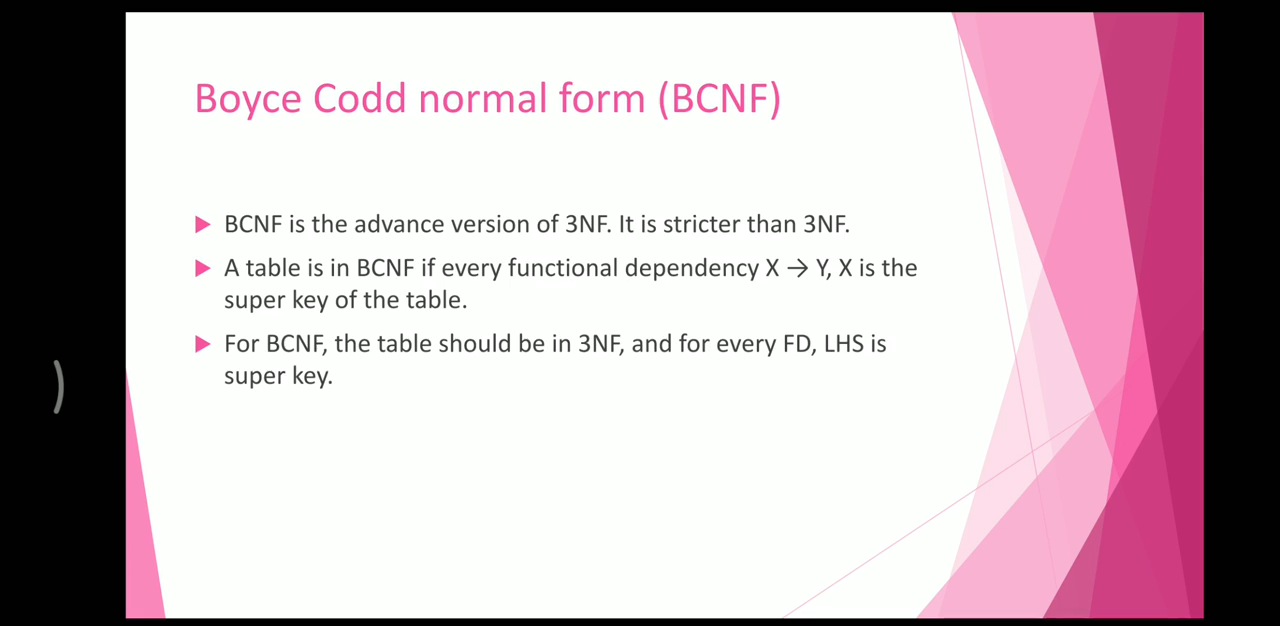 Boyce Codd normal form (BCNF)
BCNF is the advance version of 3NF. It is stricter than 3NF.
A table is in BCNF if every functional dependency X → Y, X is the
super key of the table.
For BCNF, the table should be in 3NF, and for every FD, LHS is
super key.